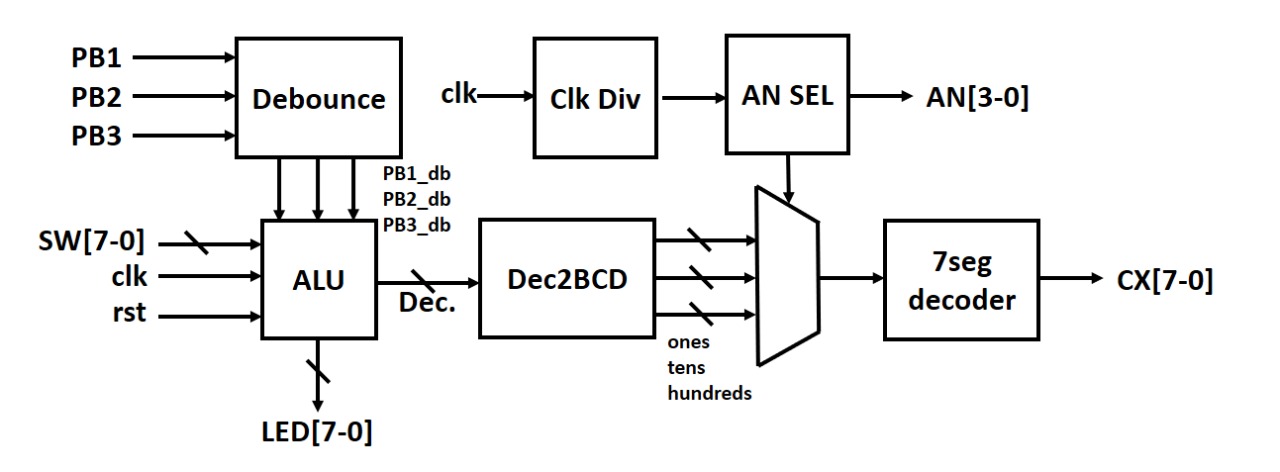 PB1
PB2
PB3
Debounce
clk
Clk Div
AN SEL
AN[3-0]
PB1_db
PB2_db
PB3_db
SW[7-0]
clk
rst
ALU
Dec.
Dec2BCD
ones
tens
hundreds
7seg
decoder
CX[7-0]
LED[7-0]